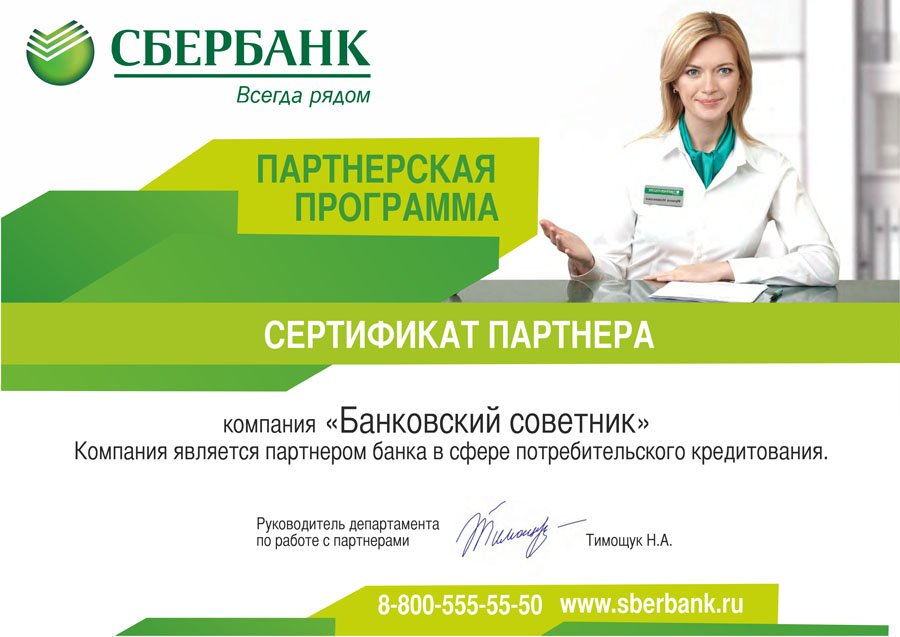 СБЕРБАНК
Всегда рядом
ПАРТНЕРСКАЯ
ПРОГРАММА
СЕРТИФИКАТ ПАРТНЕРА
компания «Банковский советник»
Компания является партнером банка в сфере потребительского кредитования.
Руководитель департамента
по работе с партнерами
Тимощук Н.А.
8-800-555-55-50 www.sberbank.ru